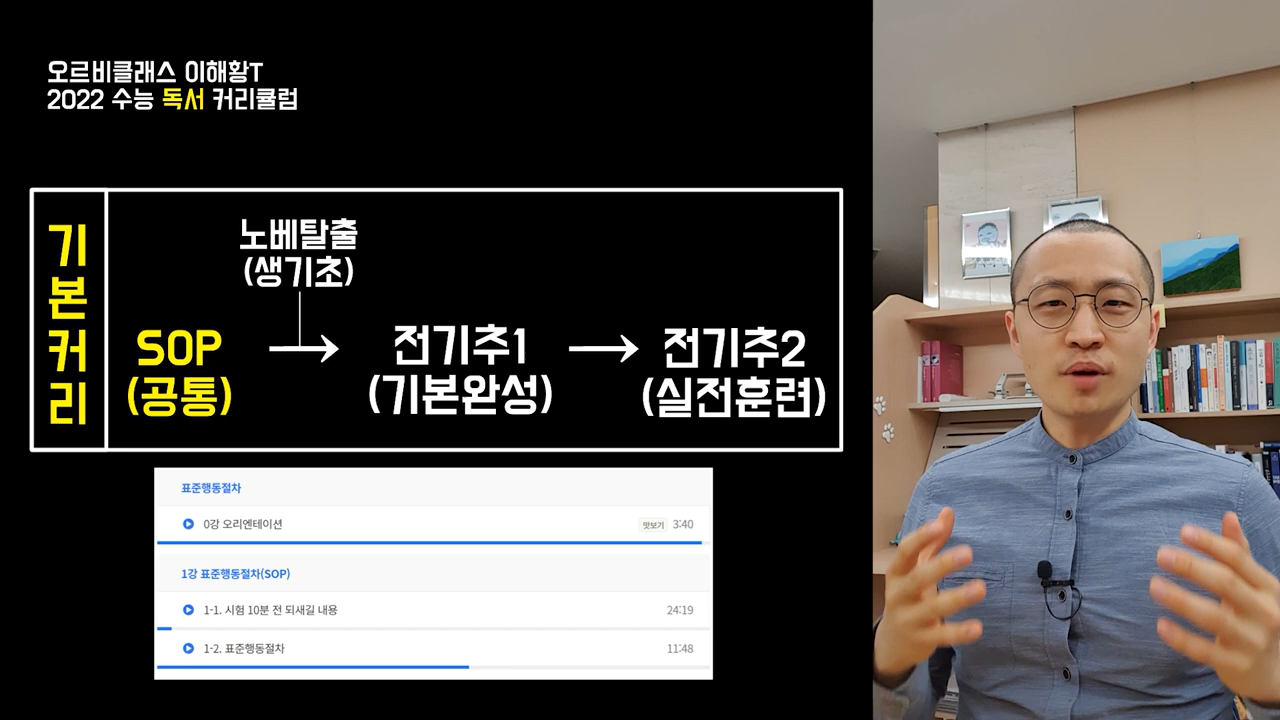 오르비클래스 이해황T
2022 수능 독서 커리큘럼
기본커리
노베탈출
(생기초)
SOP
(공통)
전기추1
(기본완성)
전기추2
(실전훈련)
표준행동절차
0강 오리엔테이션
맛보기 3:40
1강 표준행동절차(SOP)
1-1. 시험 10분 전 되새길 내용
24:19
1-2. 표준행동절차
11:48